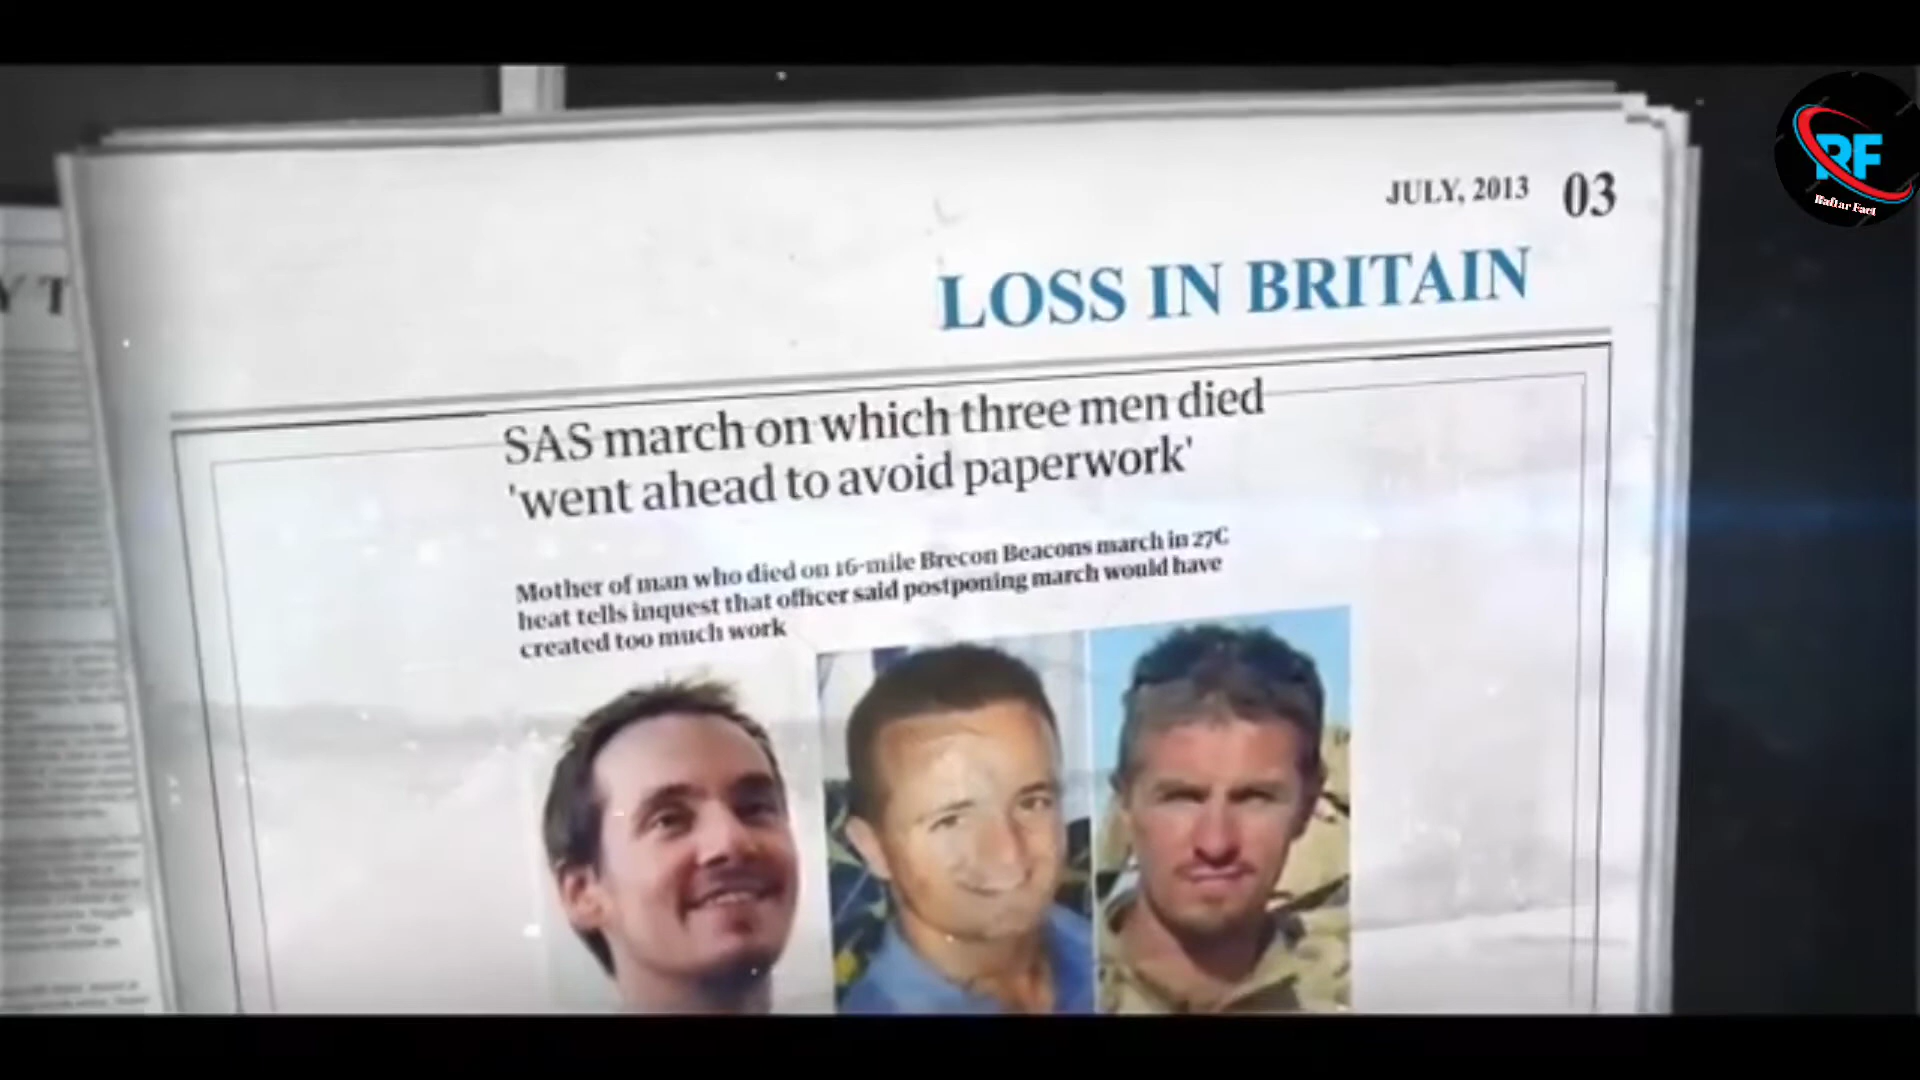 RF
Raftar Fact
JULY, 2013 03
LOSS IN BRITAIN
Y T
SAS march on which three men died
'went ahead to avoid paperwork'
Mother of man who died on 16-mile Brecon Beacons march in 27C
heat tells inquest that officer said postponing march would have
created too much work